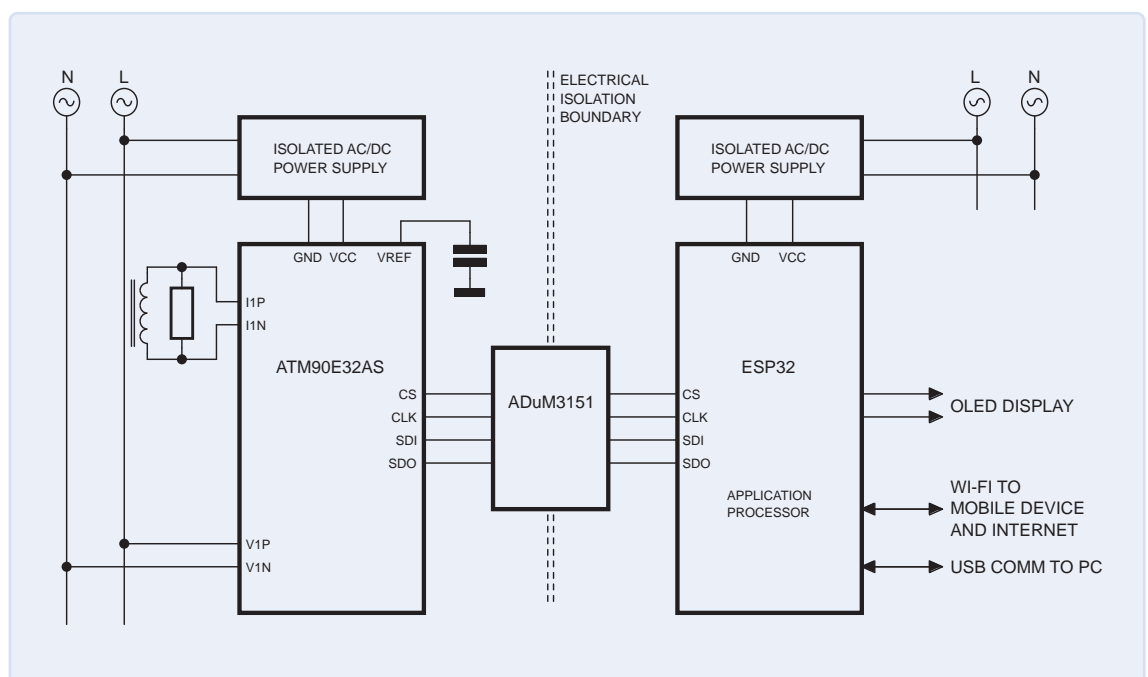 N
L
ELECTRICAL
ISOLATION
BOUNDARY
L
N
ISOLATED AC/DC
POWER SUPPLY
ISOLATED AC/DC
POWER SUPPLY
GND VCC VREF
GND VCC
I1P
I1N
ATM90E32AS
ADuM3151
ESP32
CS
CLK
SDI
SDO
CS
CLK
SDI
SDO
OLED DISPLAY
APPLICATION
PROCESSOR
WI-FI TO
MOBILE DEVICE
AND INTERNET
V1P
V1N
USB COMM TO PC